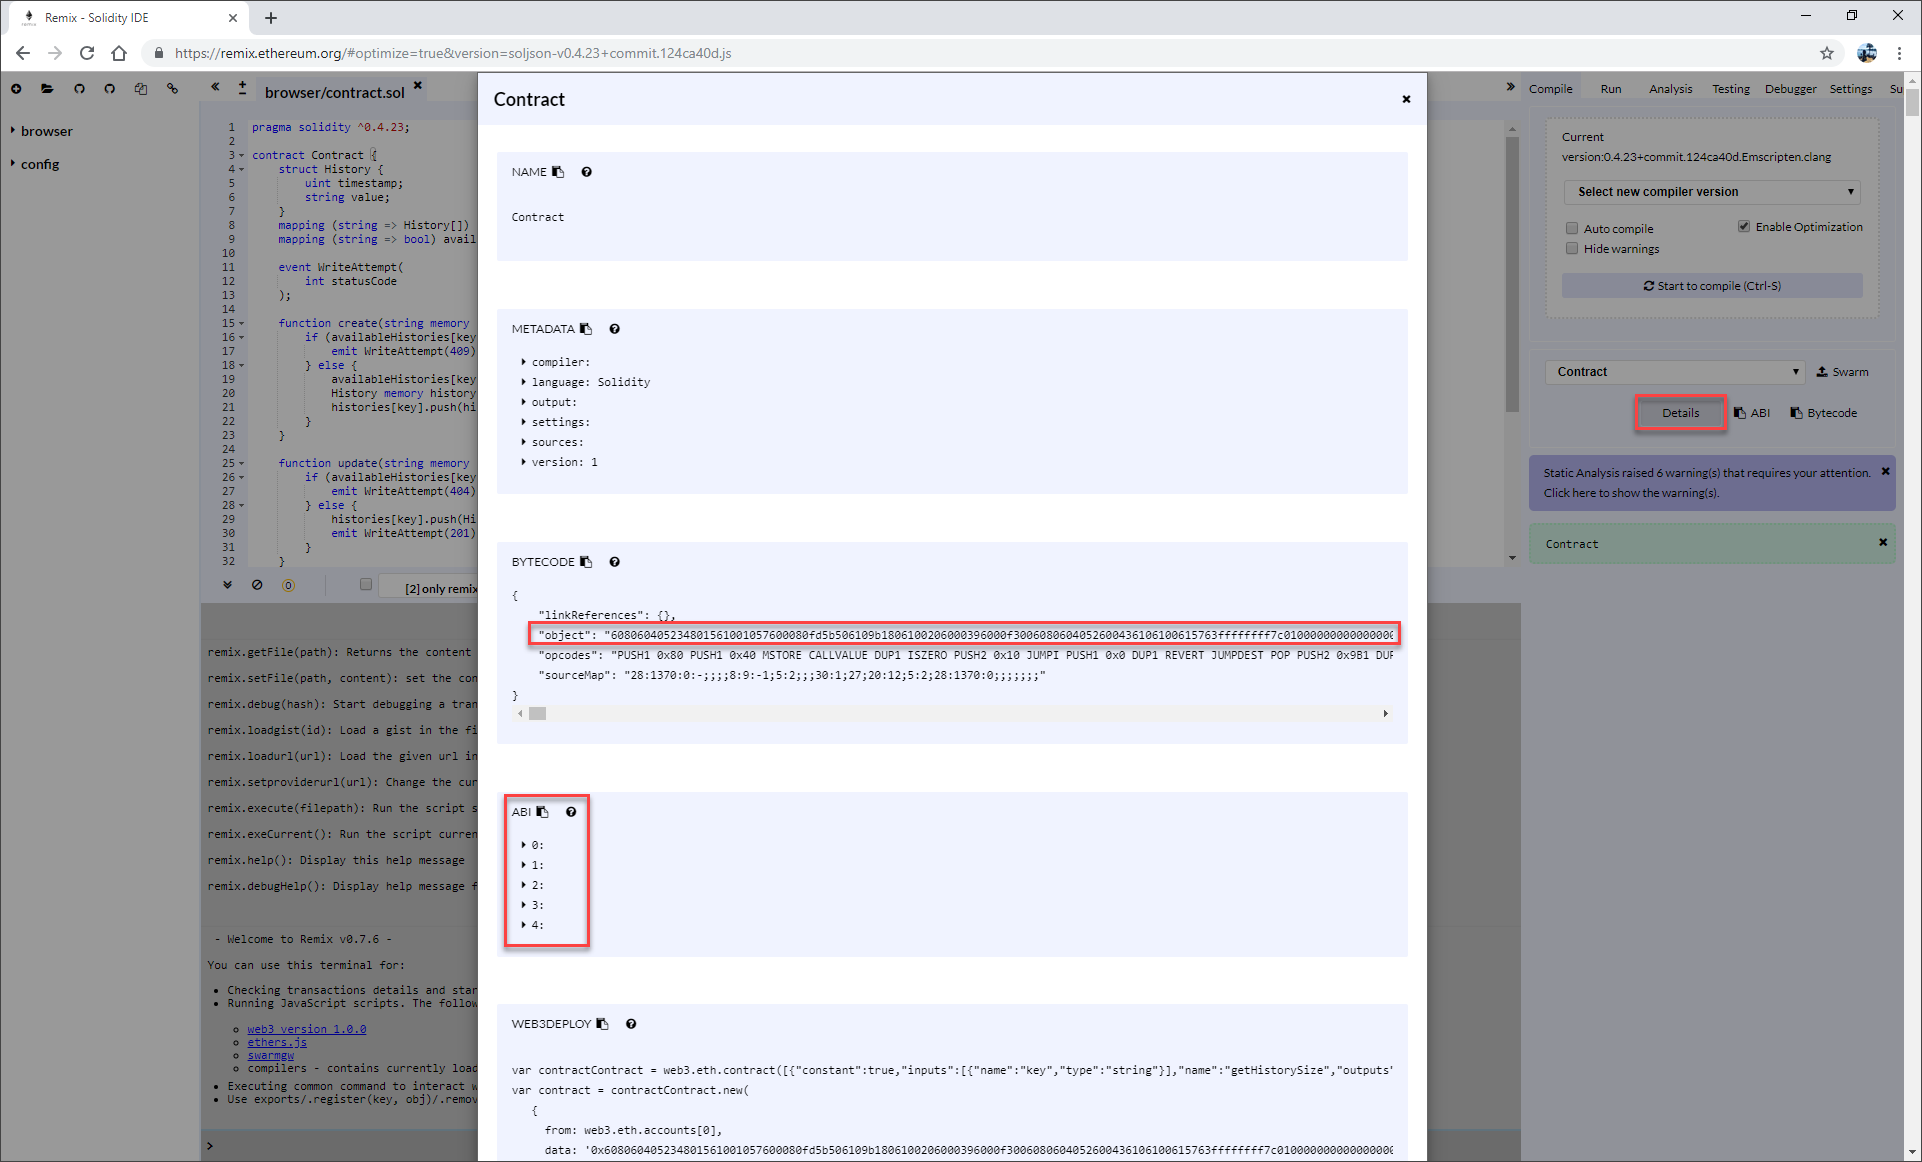 Remix - Solidity IDE
https://remix.ethereum.org/#optimize=true&version=soljson-v0.4.23+commit.124ca40d.js
browser
config
browser/contract.sol
1 pragma solidity ^0.4.23;
2
3 contract Contract {
4 struct History {
5 uint timestamp;
6 string value;
7 }
8 mapping (string => History[])
9 mapping (string => bool) avail
10
11 event WriteAttempt(
12 int statusCode
13 );
14
15 function create(string memory
16 if (availableHistories[key
17 emit WriteAttempt(409)
18 } else {
19 availableHistories[key
20 History memory history
21 histories[key].push(hi
22 }
23 }
24
25 function update(string memory
26 if (availableHistories[key
27 emit WriteAttempt(404)
28 } else {
29 histories[key].push(Hi
30 emit WriteAttempt(201)
31 }
32 }
0
[2] only remix
remix.getFile(path): Returns the content
remix.setFile(path, content): set the con
remix.debug(hash): Start debugging a tran
remix.loadgist(id): Load a gist in the fi
remix.loadurl(url): Load the given url in
remix.setproviderurl(url): Change the cur
remix.execute(filepath): Run the script s
remix.exeCurrent(): Run the script curren
remix.help(): Display this help message
remix.debugHelp(): Display help message f
- Welcome to Remix v0.7.6 -
You can use this terminal for:
Checking transactions details and star
Running JavaScript scripts. The follow
web3 version 1.0.0
ethers.js
swarmgw
compilers - contains currently load
Executing common command to interact w
Use exports/.register(key, obj)/.remov
>
Contract
NAME
Contract
METADATA
compiler:
language: Solidity
output:
settings:
sources:
version: 1
BYTECODE
{
"linkReferences": {},
"object": "608060405234801561001057600080fd5b506109b1806100206000396000f300608060405260043610610061576 3ffffffff7c01000000000000000
"opcodes": "PUSH1 0x80 PUSH1 0x40 MSTORE CALLVALUE DUP1 ISZERO PUSH2 0x10 JUMPI PUSH1 0x0 DUP1 REVERT JUMPDEST POP PUSH2 0x9B1 DUP
"sourceMap": "28:1370:0:-;;;;8:9:-1;5:2;;;30:1;27;20:12;5:2;28:1370:0;;;;;;;"
}
ABI
0:
1:
2:
3:
4:
WEB3DEPLOY
var contractContract = web3.eth.contract([{"constant":true,"inputs":[{"name":"key","type":"string"}],"name":"getHistorySize","outputs"
var contract = contractContract.new(
{
from: web3.eth.accounts[0],
data: '0x608060405234801561001057600080fd5b506109b1806100206000396000f3006080604052600436106100615763ffffffff7c01000000000000000
Compile Run Analysis Testing Debugger Settings Su
Current
version:0.4.23+commit.124ca40d.Emscripten.clang
Select new compiler version
Auto compile
Enable Optimization
Hide warnings
Start to compile (Ctrl-S)
Contract
Swarm
Details
ABI
Bytecode
Static Analysis raised 6 warning(s) that requires your attention.
Click here to show the warning(s).
Contract